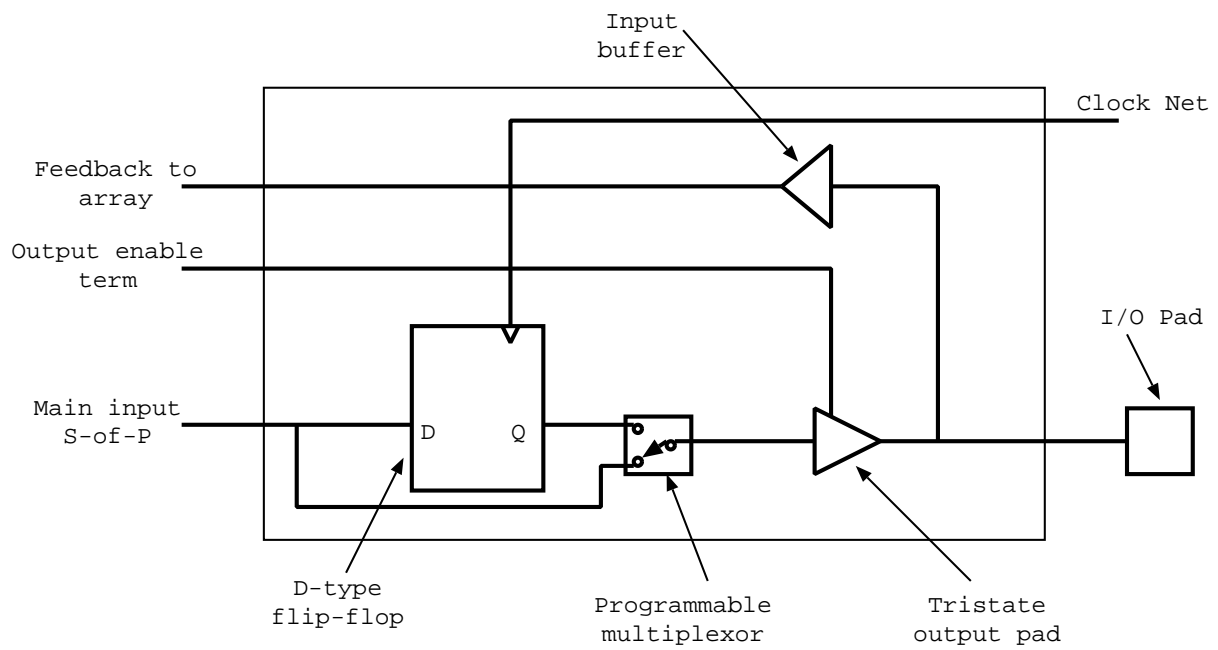 Input
buffer
Clock Net
Feedback to
array
Output enable
term
I/O Pad
Main input
S-of-P
D
Q
D-type
flip-flop
Programmable
multiplexor
Tristate
output pad